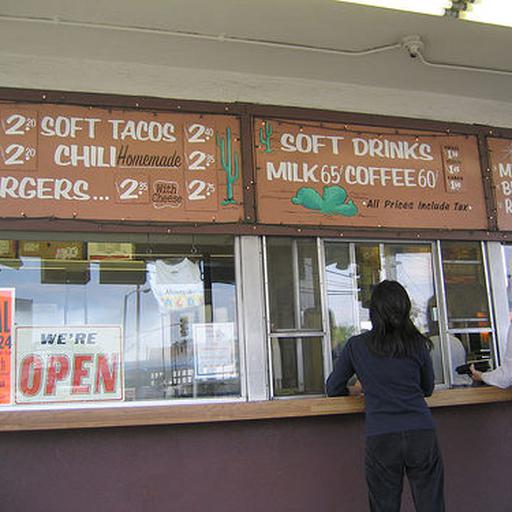 2.20 SOFT TACOS 2.40
2.20 CHILI Homemade 2.25
RGERS... 2.35 With Cheese 2.75
SOFT DRINKS
MILK 65 COFFEE 60
All Prices Include Tax
WE'RE
OPEN